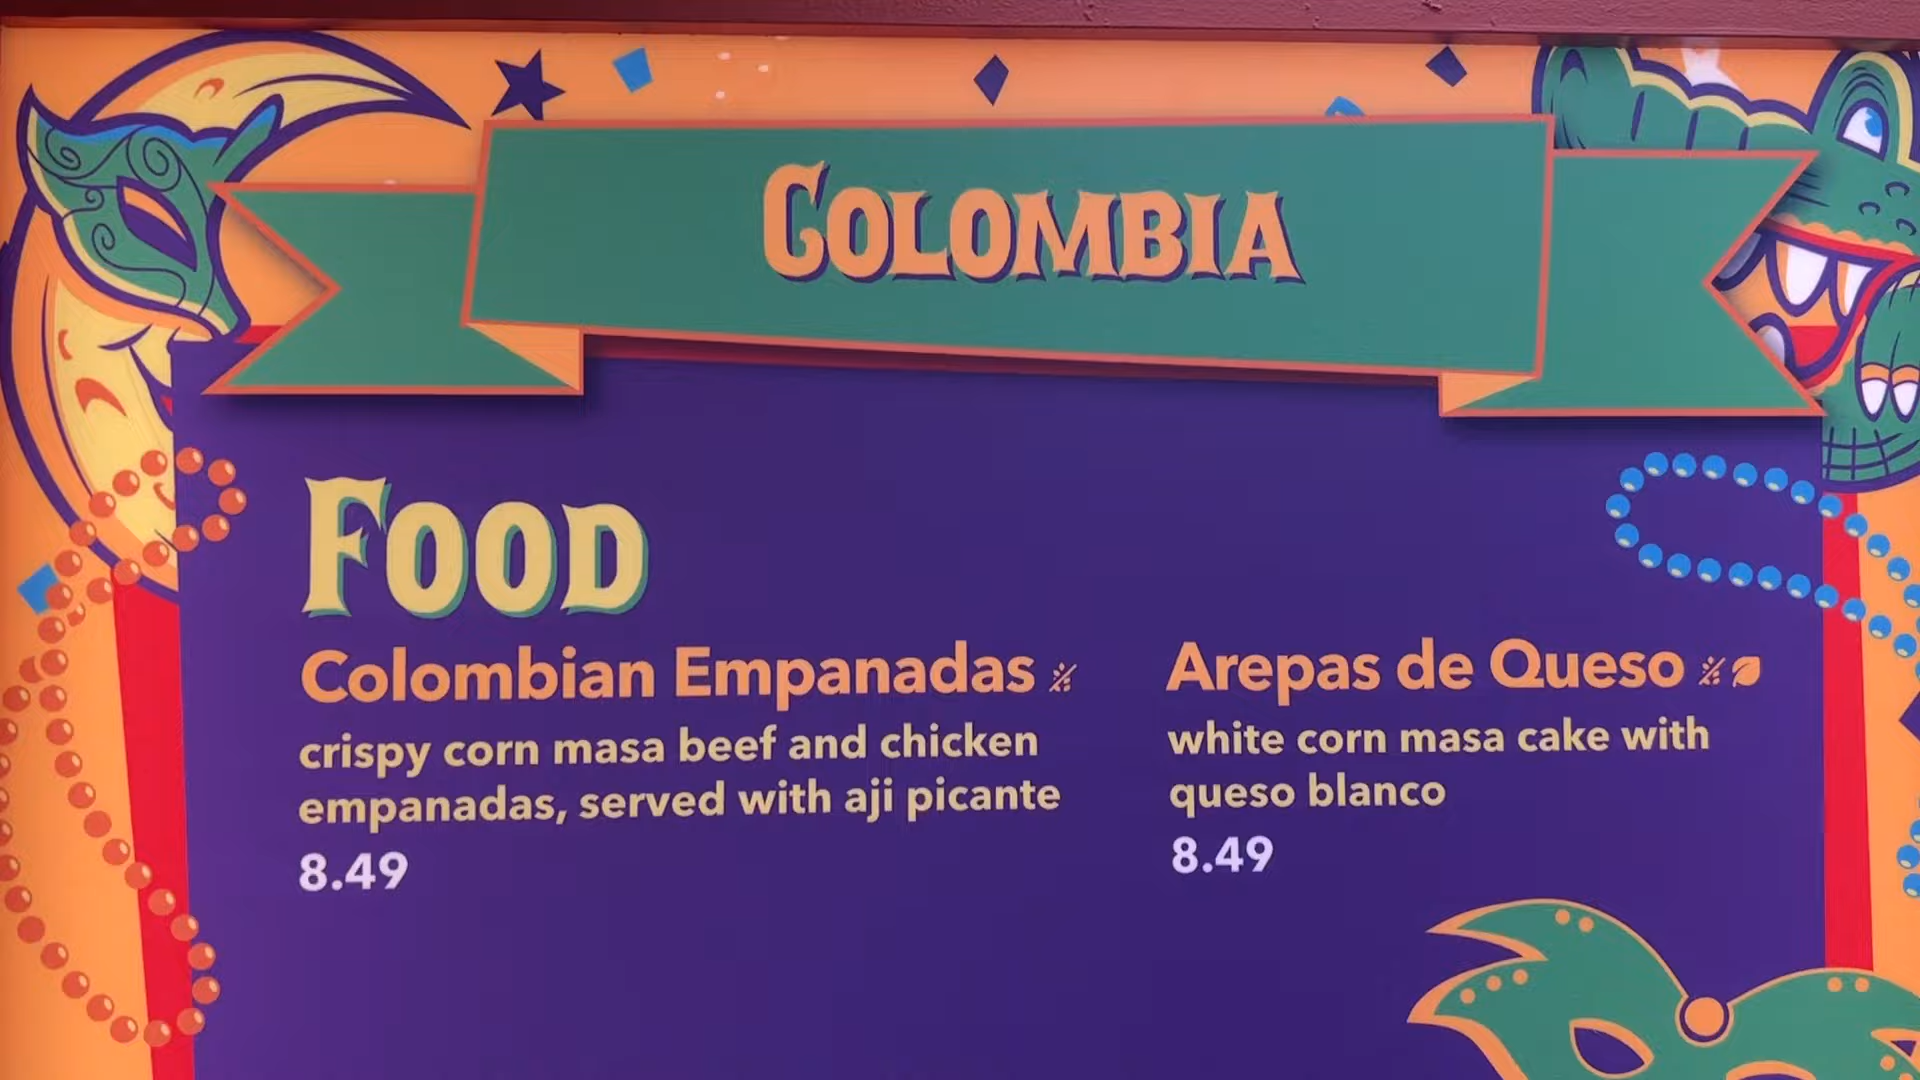 COLOMBIA
FOOD
Colombian Empanadas
crispy corn masa beef and chicken
empanadas, served with aji picante
8.49
Arepas de Queso
white corn masa cake with
queso blanco
8.49